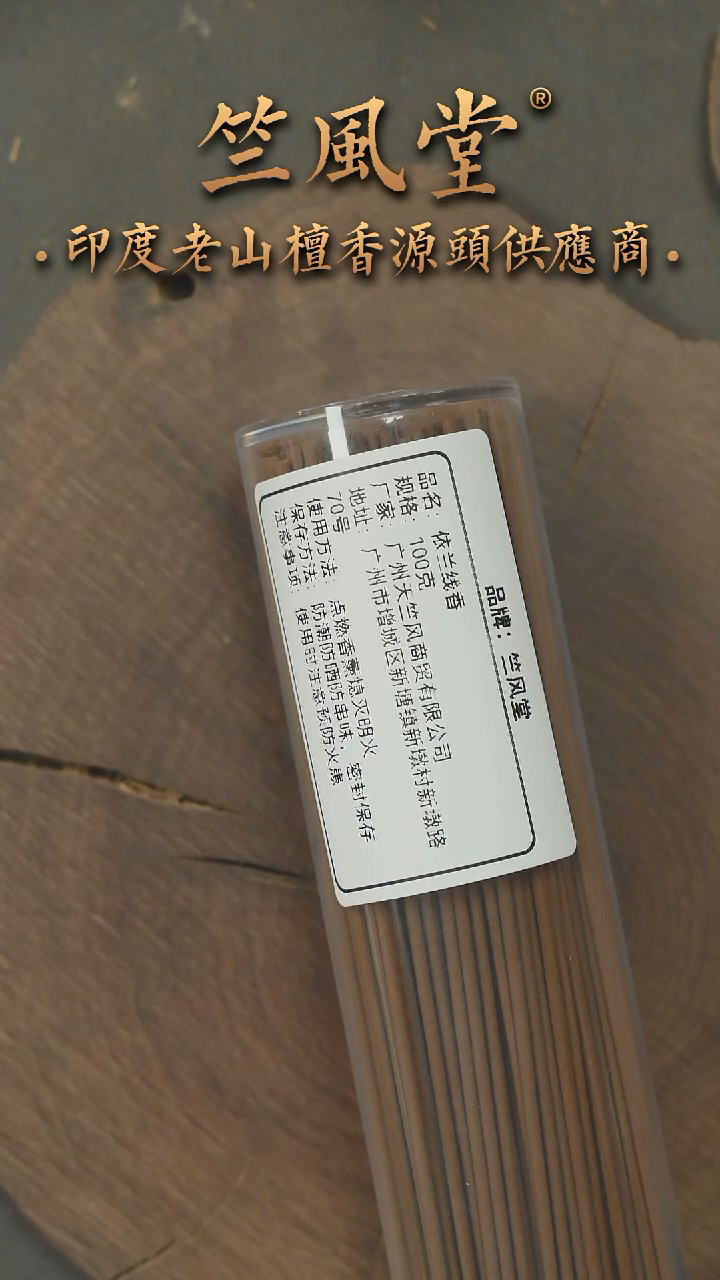 竺風堂®
·印度老山檀香源頭供應商·
品牌：竺风堂
品名：依兰线香
规格：100克
厂家：广州天竺风商贸有限公司
地址：广州市增城区新塘镇新墩村新墩路
70号
使用方法：点燃香薰熄灭明火
保存方法：防潮防晒防串味，密封保存
注意事项：使用时注意预防火患